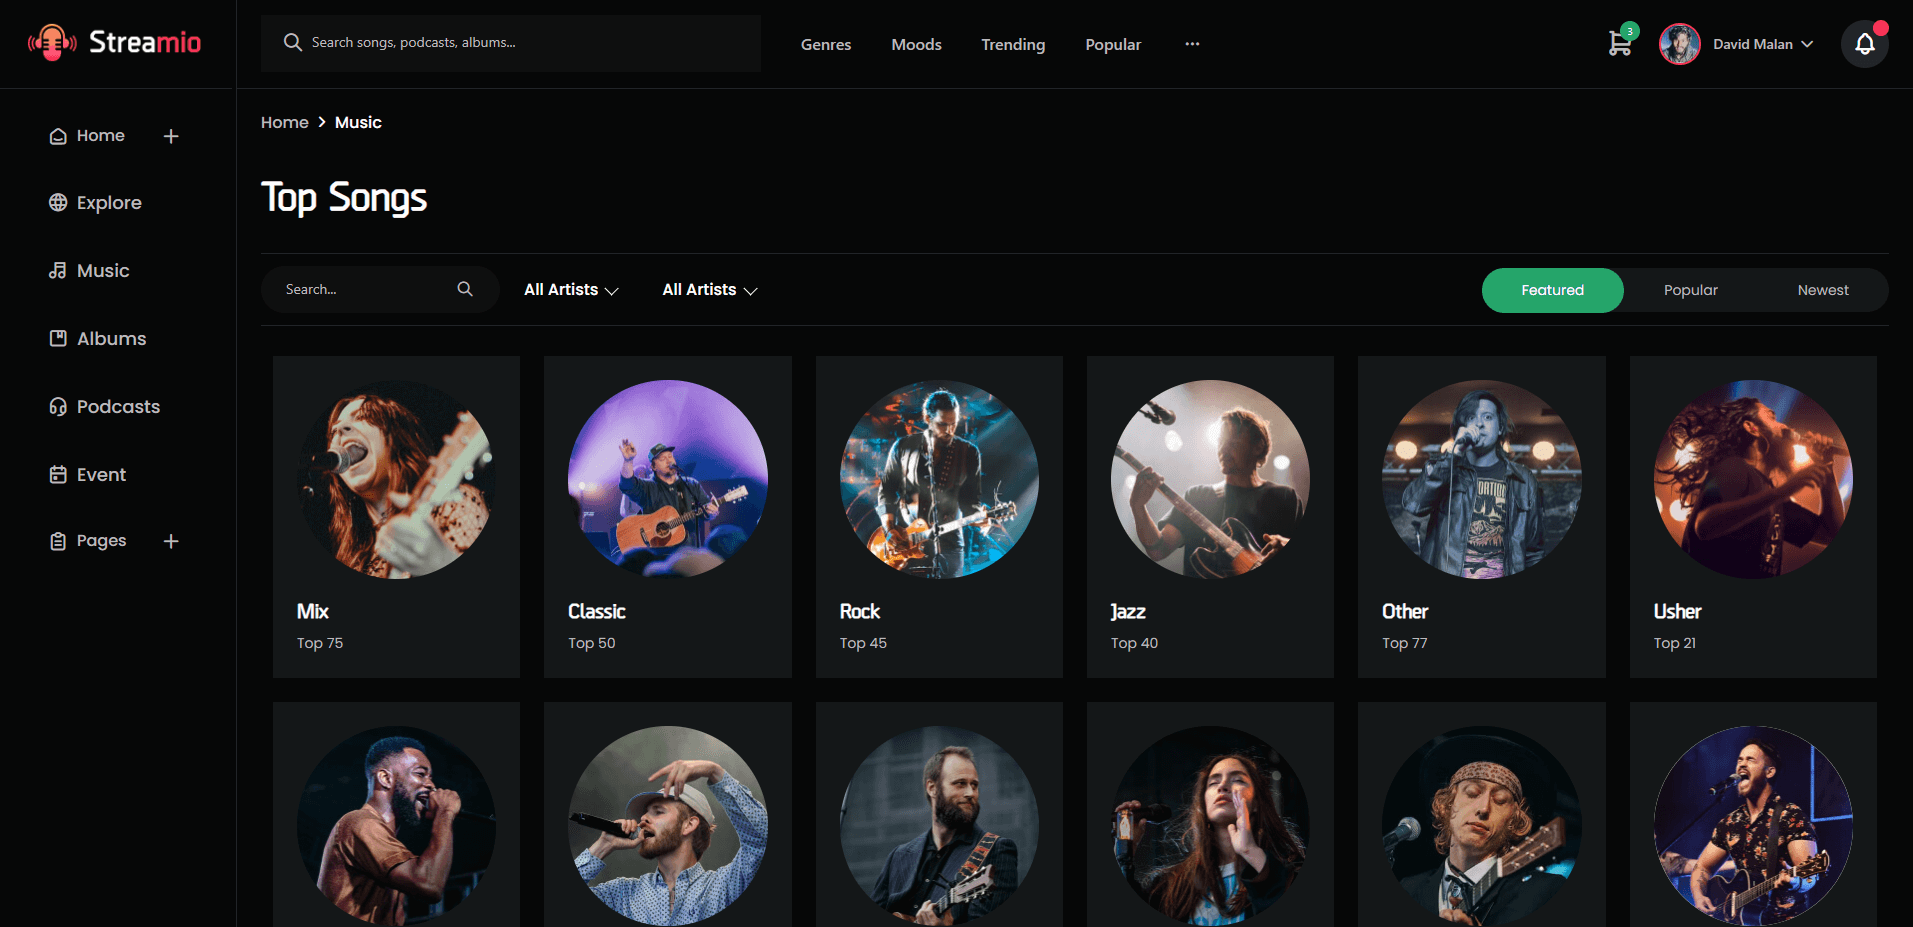 Streamio
Search songs, podcasts, albums...
Genres
Moods
Trending
Popular
3
David Malan
Home
Explore
Music
Albums
Podcasts
Event
Pages
Home > Music
Top Songs
Search...
All Artists
All Artists
Featured
Popular
Newest
Mix
Top 75
Classic
Top 50
Rock
Top 45
Jazz
Top 40
Other
Top 77
Usher
Top 21